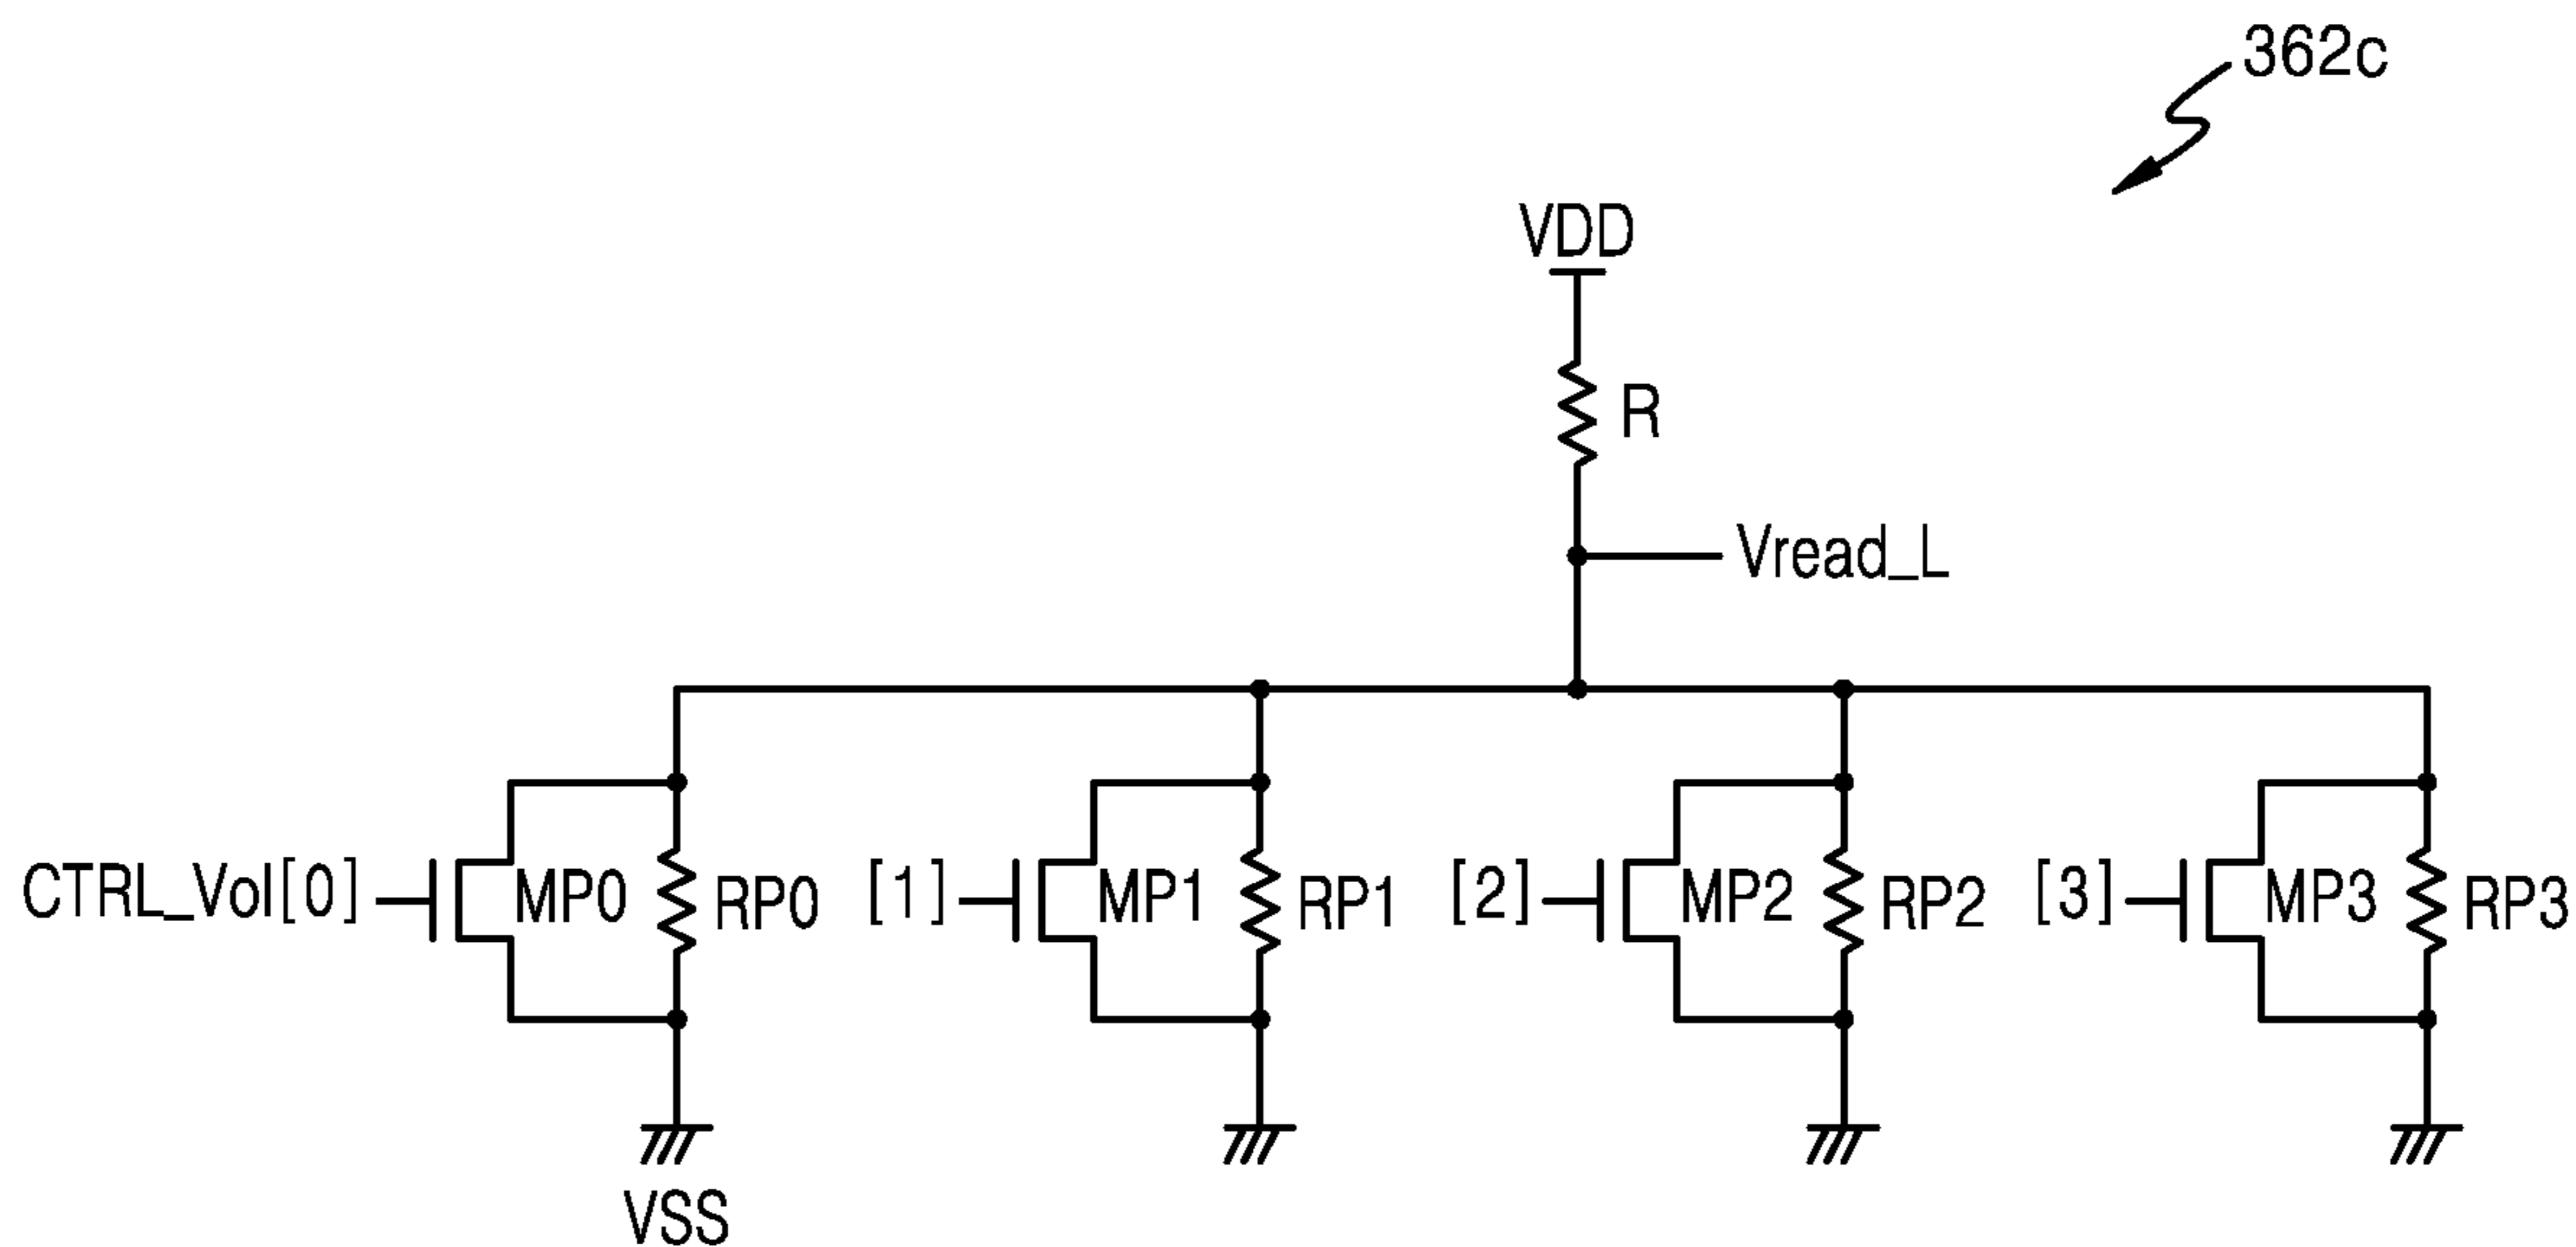 362c
VDD
R
Vread_L
CTRL_Vol[0] MP0 RP0 [1] MP1 RP1 [2] MP2 RP2 [3] MP3 RP3
VSS